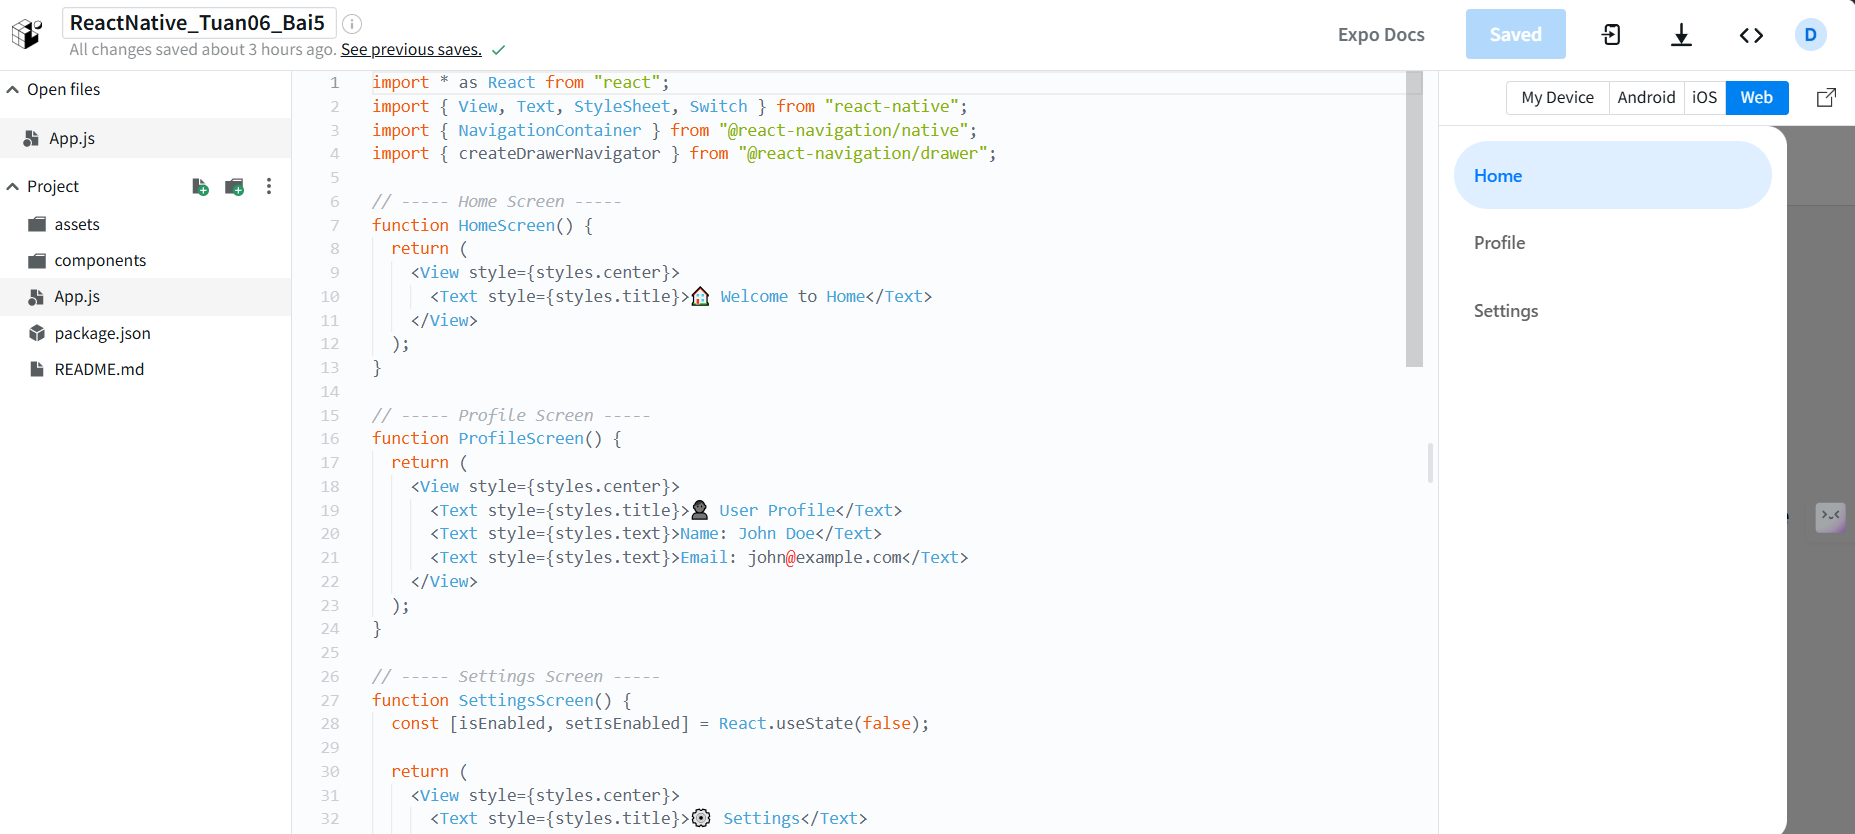 ReactNative_Tuan06_Bai5
All changes saved about 3 hours ago. See previous saves.
Expo Docs
Saved
D
Open files
App.js
Project
assets
components
App.js
package.json
README.md
1 import * as React from "react";
2 import { View, Text, StyleSheet, Switch } from "react-native";
3 import { NavigationContainer } from "@react-navigation/native";
4 import { createDrawerNavigator } from "@react-navigation/drawer";
5
6 // ----- Home Screen -----
7 function HomeScreen() {
8 return (
9 <View style={styles.center}>
10 <Text style={styles.title}>🏠 Welcome to Home</Text>
11 </View>
12 );
13 }
14
15 // ----- Profile Screen -----
16 function ProfileScreen() {
17 return (
18 <View style={styles.center}>
19 <Text style={styles.title}>👤 User Profile</Text>
20 <Text style={styles.text}>Name: John Doe</Text>
21 <Text style={styles.text}>Email: john@example.com</Text>
22 </View>
23 );
24 }
25
26 // ----- Settings Screen -----
27 function SettingsScreen() {
28 const [isEnabled, setIsEnabled] = React.useState(false);
29
30 return (
31 <View style={styles.center}>
32 <Text style={styles.title}>⚙️ Settings</Text>
My Device
Android
iOS
Web
Home
Profile
Settings